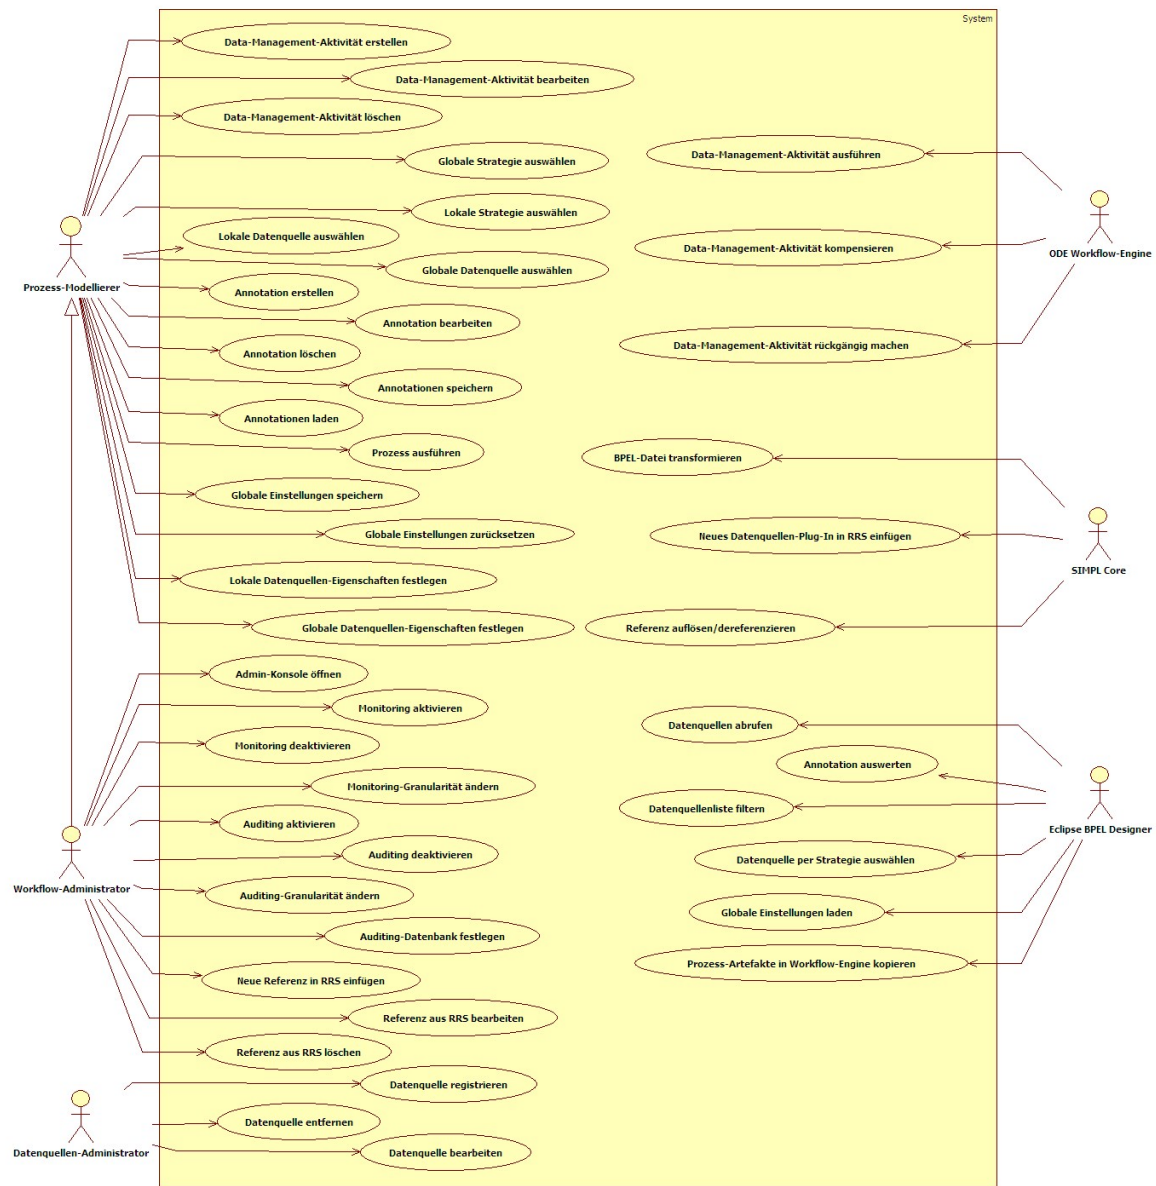 System
Data-Management-Aktivität erstellen
Data-Management-Aktivität bearbeiten
Data-Management-Aktivität löschen
Globale Strategie auswählen
Lokale Strategie auswählen
Lokale Datenquelle auswählen
Globale Datenquelle auswählen
Prozess-Modellierer
Annotation erstellen
Annotation bearbeiten
Annotation löschen
Annotationen speichern
Annotationen laden
Prozess ausführen
Globale Einstellungen speichern
Globale Einstellungen zurücksetzen
Lokale Datenquellen-Eigenschaften festlegen
Globale Datenquellen-Eigenschaften festlegen
Admin-Konsole öffnen
Monitoring aktivieren
Monitoring deaktivieren
Monitoring-Granularität ändern
Auditing aktivieren
Auditing deaktivieren
Workflow-Administrator
Auditing-Granularität ändern
Auditing-Datenbank festlegen
Neue Referenz in RRS einfügen
Referenz aus RRS bearbeiten
Referenz aus RRS löschen
Datenquelle registrieren
Datenquelle entfernen
Datenquellen-Administrator
Datenquelle bearbeiten
Data-Management-Aktivität ausführen
Data-Management-Aktivität kompensieren
ODE Workflow-Engine
Data-Management-Aktivität rückgängig machen
BPEL-Datei transformieren
Neues Datenquellen-Plug-In in RRS einfügen
SIMPL Core
Referenz auflösen/dereferenzieren
Datenquellen abrufen
Annotation auswerten
Datenquellenliste filtern
Eclipse BPEL Designer
Datenquelle per Strategie auswählen
Globale Einstellungen laden
Prozess-Artefakte in Workflow-Engine kopieren